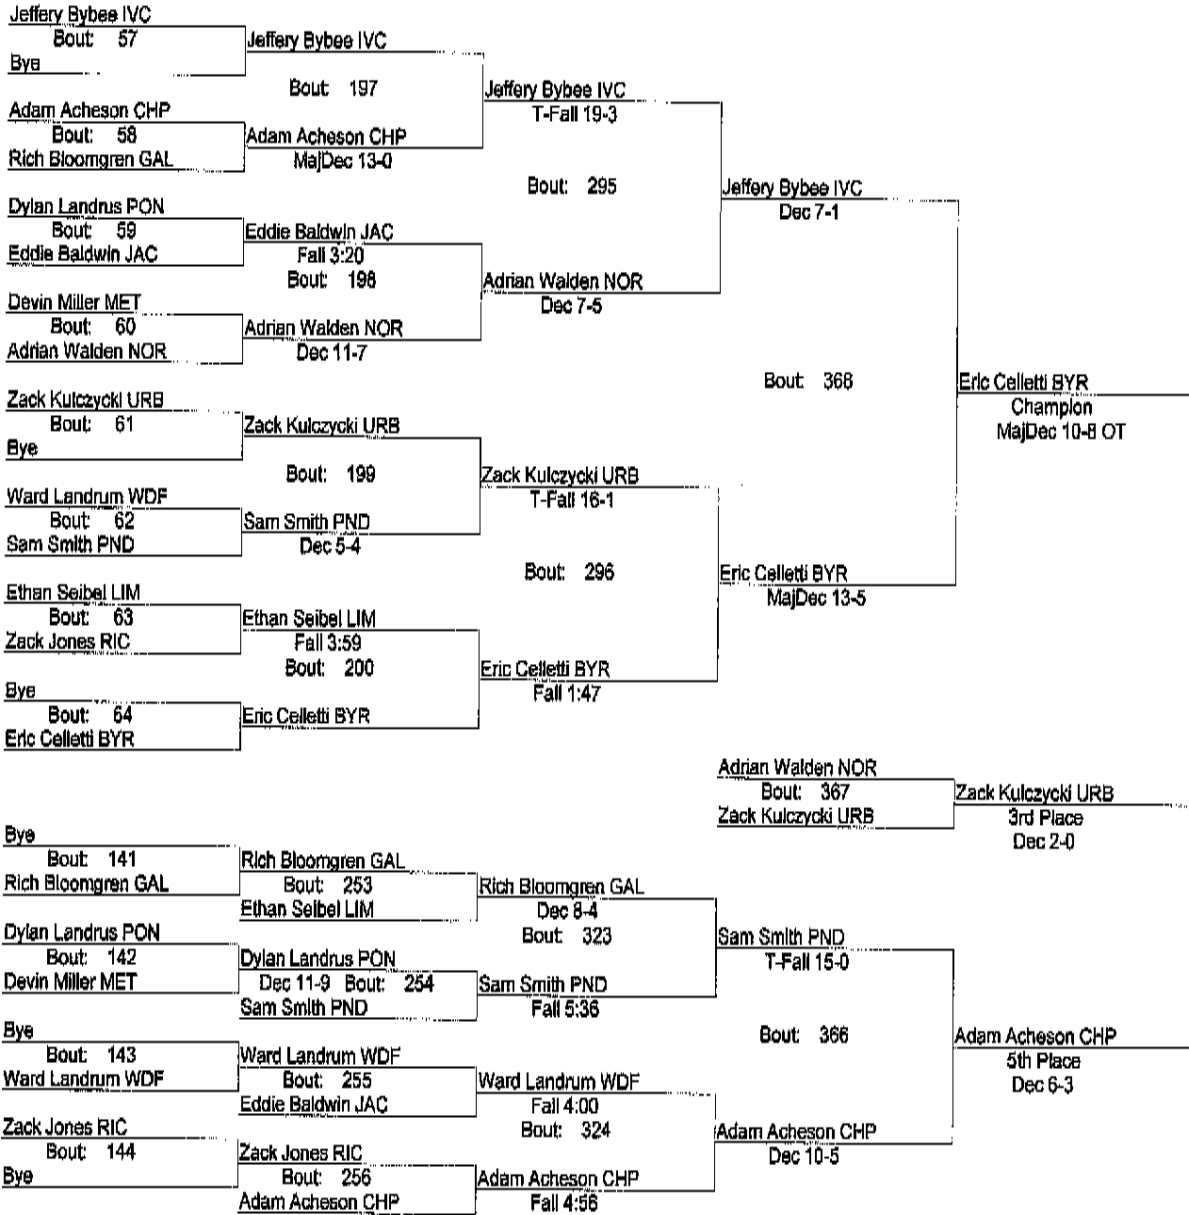 Jeffery Bybee IVC
Bout: 57
Bye
Jeffery Bybee IVC
Bout: 197
Adam Acheson CHP
Bout: 58
Rich Bloomgren GAL
Adam Acheson CHP
MajDec 13-0
Jeffery Bybee IVC
T-Fall 19-3
Bout: 295
Dylan Landrus PON
Bout: 59
Eddie Baldwin JAC
Eddie Baldwin JAC
Fall 3:20
Bout: 198
Devin Miller MET
Bout: 60
Adrian Walden NOR
Adrian Walden NOR
Dec 11-7
Adrian Walden NOR
Dec 7-5
Jeffery Bybee IVC
Dec 7-1
Bout: 368
Zack Kulczycki URB
Bout: 61
Bye
Zack Kulczycki URB
Bout: 199
Ward Landrum WDF
Bout: 62
Sam Smith PND
Sam Smith PND
Dec 5-4
Zack Kulczycki URB
T-Fall 16-1
Bout: 296
Ethan Seibel LIM
Bout: 63
Zack Jones RIC
Ethan Seibel LIM
Fall 3:59
Bout: 200
Bye
Bout: 64
Eric Celletti BYR
Eric Celletti BYR
Eric Celletti BYR
Fall 1:47
Eric Celletti BYR
MajDec 13-5
Eric Celletti BYR
Champion
MajDec 10-8 OT
Adrian Walden NOR
Bout: 367
Zack Kulczycki URB
Zack Kulczycki URB
3rd Place
Dec 2-0
Bye
Bout: 141
Rich Bloomgren GAL
Rich Bloomgren GAL
Bout: 253
Ethan Seibel LIM
Rich Bloomgren GAL
Dec 8-4
Bout: 323
Dylan Landrus PON
Bout: 142
Devin Miller MET
Dylan Landrus PON
Dec 11-9 Bout: 254
Sam Smith PND
Sam Smith PND
Fall 5:36
Sam Smith PND
T-Fall 15-0
Bout: 366
Bye
Bout: 143
Ward Landrum WDF
Ward Landrum WDF
Bout: 255
Eddie Baldwin JAC
Ward Landrum WDF
Fall 4:00
Bout: 324
Zack Jones RIC
Bout: 144
Bye
Zack Jones RIC
Bout: 256
Adam Acheson CHP
Adam Acheson CHP
Fall 4:56
Adam Acheson CHP
Dec 10-5
Adam Acheson CHP
5th Place
Dec 6-3